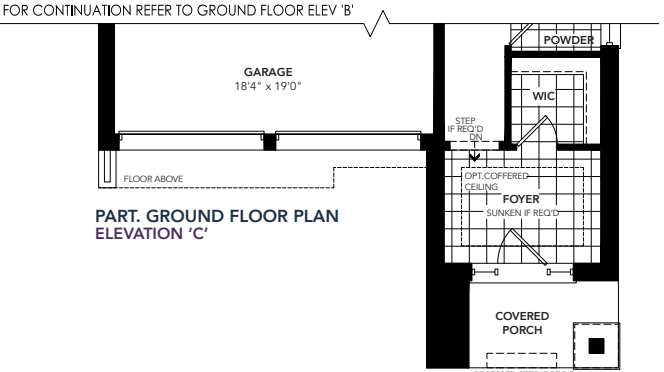 FOR CONTINUATION REFER TO GROUND FLOOR ELEV 'B'
POWDER
GARAGE
18'4" x 19'0"
WIC
STEP
IF REQ'D
DN
FLOOR ABOVE
OPT.COFFERED
CEILING
FOYER
SUNKEN IF REQ'D
PART. GROUND FLOOR PLAN
ELEVATION 'C'
COVERED
PORCH